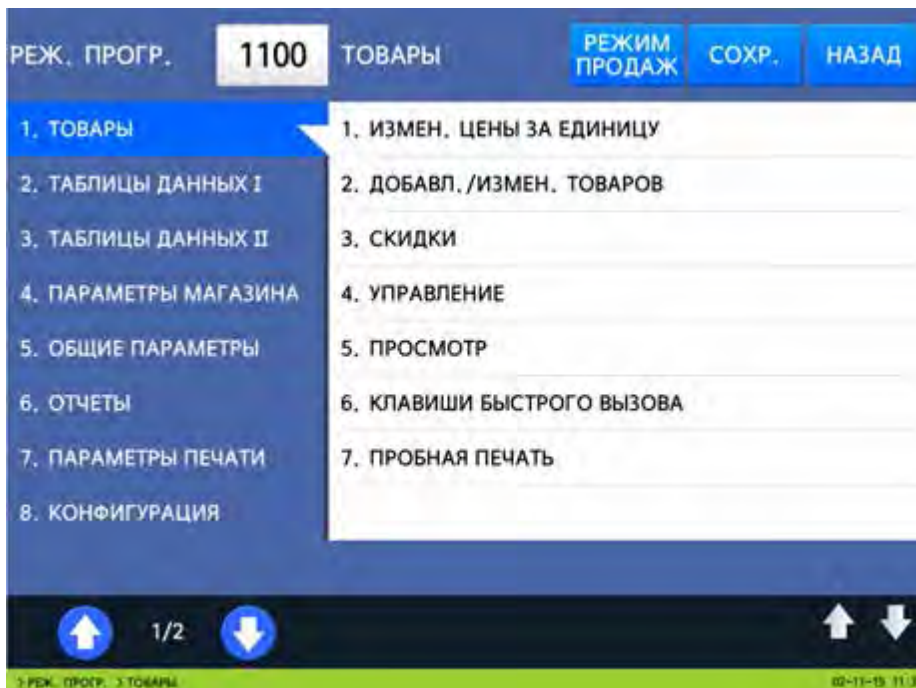 РЕЖ. ПРОГР. 1100 ТОВАРЫ РЕЖИМ ПРОДАЖ СОХР. НАЗАД
1. ТОВАРЫ
2. ТАБЛИЦЫ ДАННЫХ I
3. ТАБЛИЦЫ ДАННЫХ II
4. ПАРАМЕТРЫ МАГАЗИНА
5. ОБЩИЕ ПАРАМЕТРЫ
6. ОТЧЕТЫ
7. ПАРАМЕТРЫ ПЕЧАТИ
8. КОНФИГУРАЦИЯ
1. ИЗМЕН. ЦЕНЫ ЗА ЕДИНИЦУ
2. ДОБАВЛ./ИЗМЕН. ТОВАРОВ
3. СКИДКИ
4. УПРАВЛЕНИЕ
5. ПРОСМОТР
6. КЛАВИШИ БЫСТРОГО ВЫЗОВА
7. ПРОБНАЯ ПЕЧАТЬ
1/2
>РЕЖ. ПРОГР. >ТОВАРЫ 02-11-15